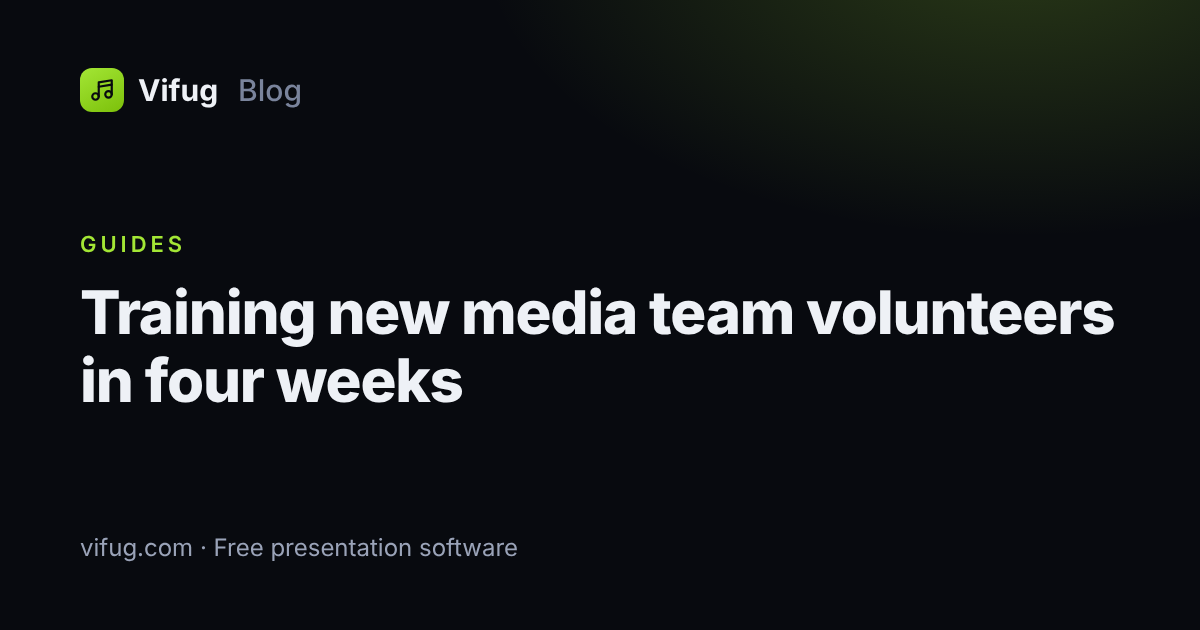 Vifug Blog
GUIDES
Training new media team volunteers
in four weeks
vifug.com · Free presentation software